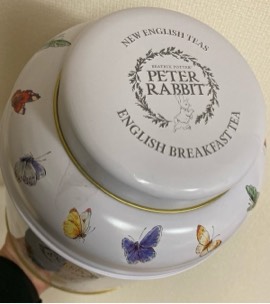 NEW ENGLISH TEAS
BEATRIX POTTER
PETER
RABBIT
ENGLISH BREAKFAST TEA